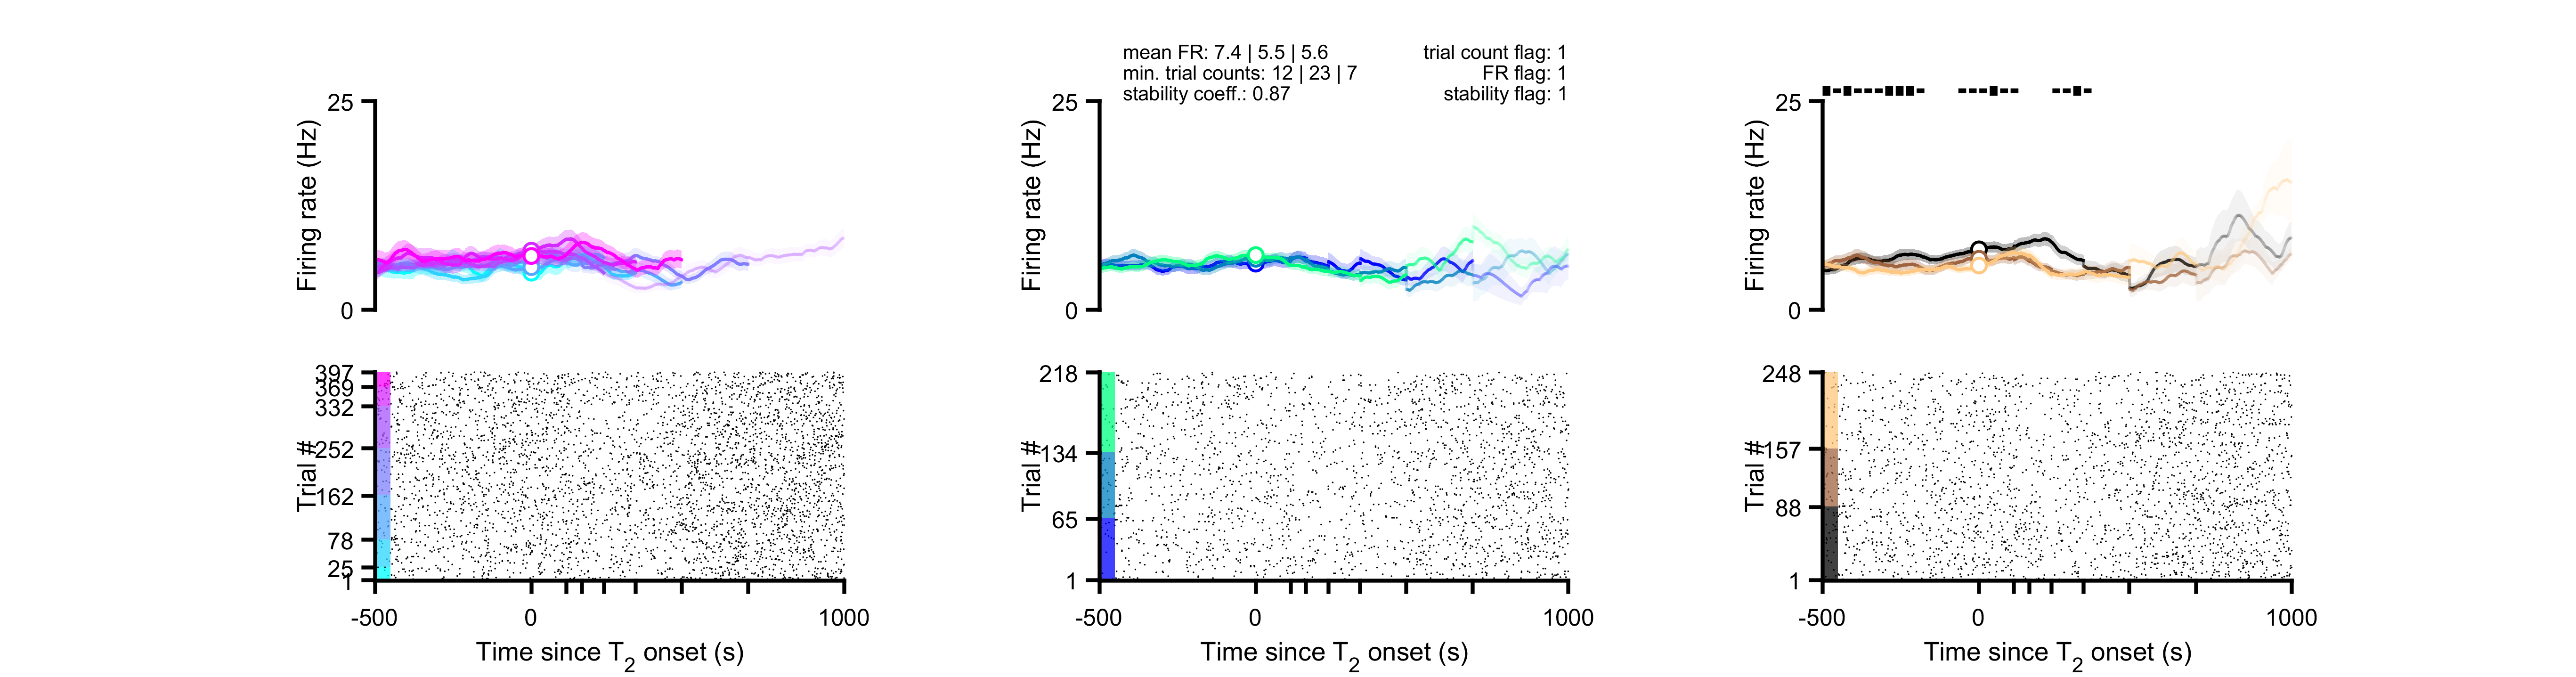 mean FR: 7.4 | 5.5 | 5.6
min. trial counts: 12 | 23 | 7
stability coeff.: 0.87
trial count flag: 1
FR flag: 1
stability flag: 1
25
Firing rate (Hz)
0
25
Firing rate (Hz)
0
25
Firing rate (Hz)
0
397
369
332
252
162
78
25
1
Trial #
-500
0
1000
Time since T2 onset (s)
218
134
65
1
Trial #
-500
0
1000
Time since T2 onset (s)
248
157
88
1
Trial #
-500
0
1000
Time since T2 onset (s)